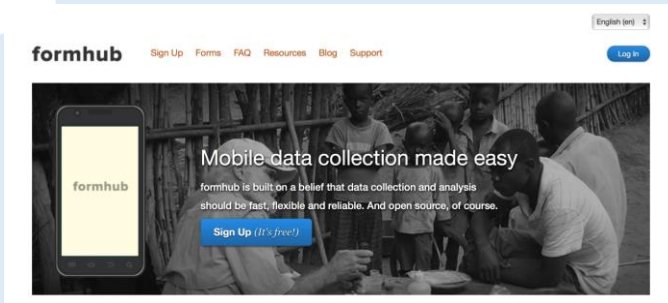 English (en)
formhub Sign Up Forms FAQ Resources Blog Support Log In
formhub
Mobile data collection made easy
formhub is built on a belief that data collection and analysis
should be fast, flexible and reliable. And open source, of course.
Sign Up (It's free!)